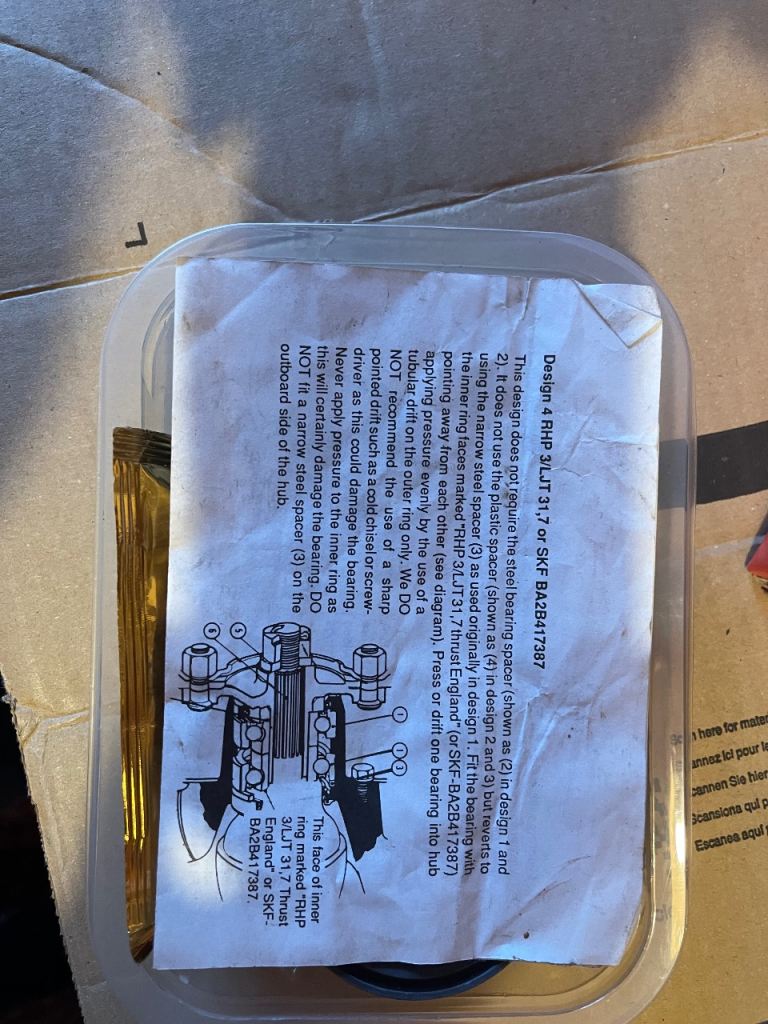 Design 4 RHP 3/LJT 31,7 or SKF BA2B417387
This design does not require the steel bearing spacer (shown as (2) in design 1 and
2). It does not use the plastic spacer (shown as (4) in design 2 and 3) but reverts to
using the narrow steel spacer (3) as used originally in design 1. Fit the bearing with
the inner ring faces marked "RHP 3/LJT 31,7 thrust England" (or SKF-BA2B417387)
pointing away from each other (see diagram). Press or drift one bearing into hub
applying pressure evenly by the use of a
tubular drift on the outer ring only. We DO
NOT recommend the use of a sharp
pointed drift such as a cold chisel or screw-
driver as this could damage the bearing.
Never apply pressure to the inner ring as
this will certainly damage the bearing. DO
NOT fit a narrow steel spacer (3) on the
outboard side of the hub.
1
1
3
5
6
This face of inner
ring marked "RHP
3/LJT 31,7 Thrust
England" or SKF-
BA2B417387.
L
here for mater
annez ici pour le
cannen Sie hier
Scansiona qui p
Escanea aquí